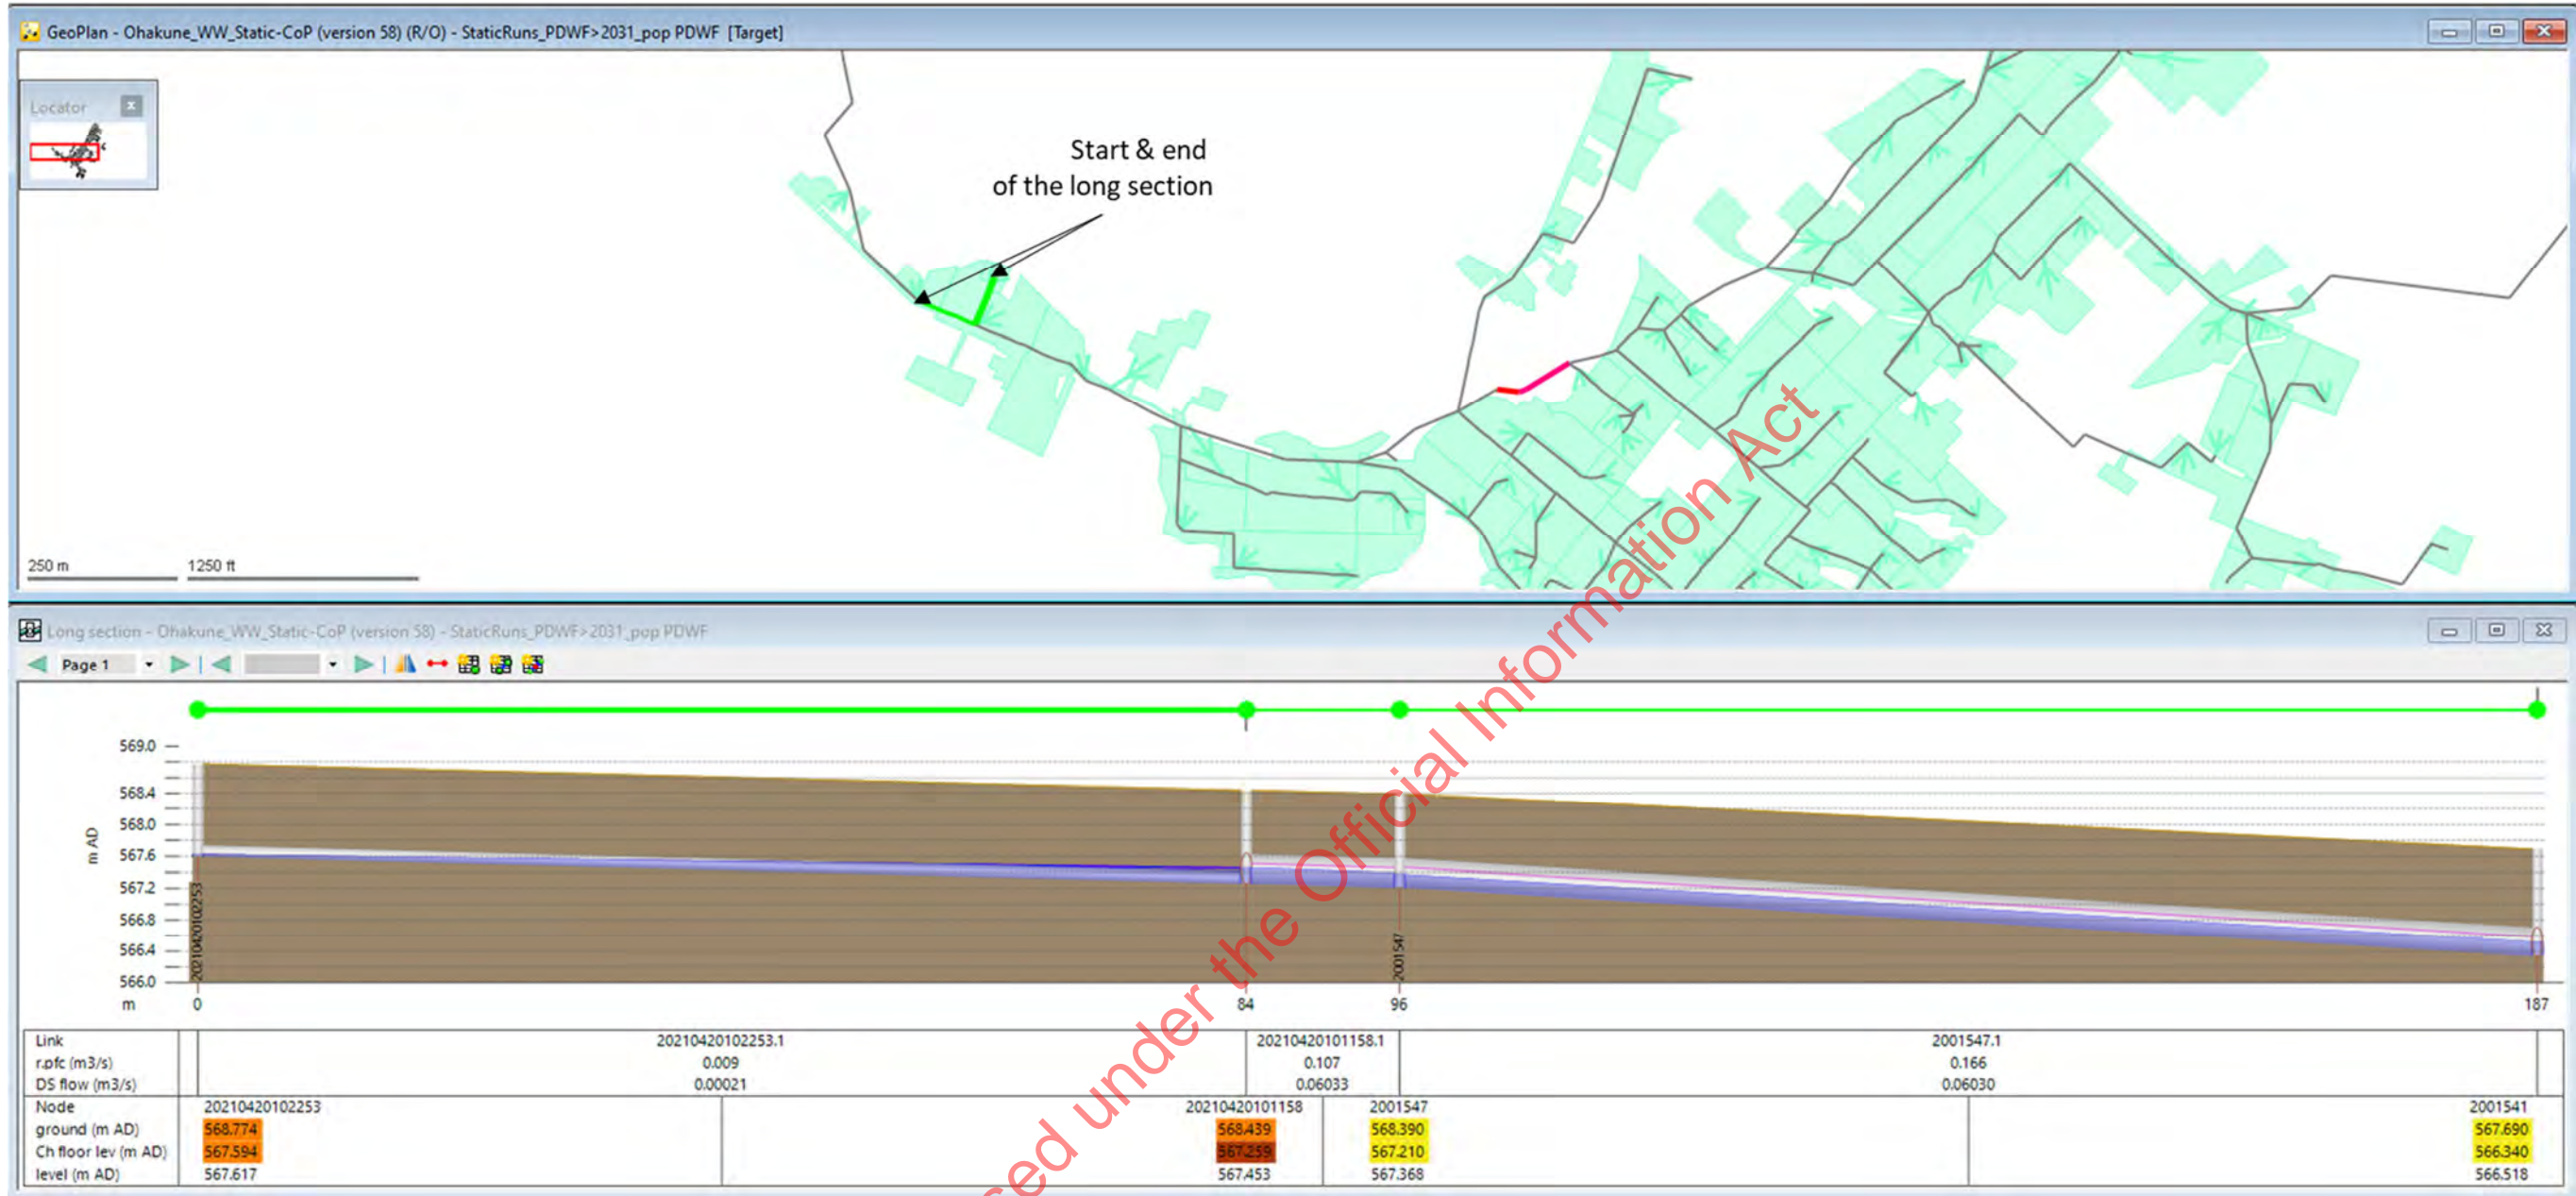 GeoPlan - Ohakune_WW_Static-CoP (version 58) (R/O) - StaticRuns_PDWF>2031_pop PDWF [Target]
Locator
Start & end
of the long section
250 m
1250 ft
Long section - Ohakune_WW_Static-CoP (version 58) - StaticRuns_PDWF>2031_pop PDWF
Page 1
m AD
569.0
568.4
568.0
567.6
567.2
566.8
566.4
566.0
20210420102253
2001547
m 0 84 96 187
Link 20210420102253.1 20210420101158.1 2001547.1
r.pfc (m3/s) 0.009 0.107 0.166
DS flow (m3/s) 0.00021 0.06033 0.06030
Node 20210420102253 20210420101158 2001547 2001541
ground (m AD) 568.774 568.439 568.390 567.690
Ch floor lev (m AD) 567.594 567.259 567.210 566.340
level (m AD) 567.617 567.453 567.368 566.518
sed under the Official Information Act